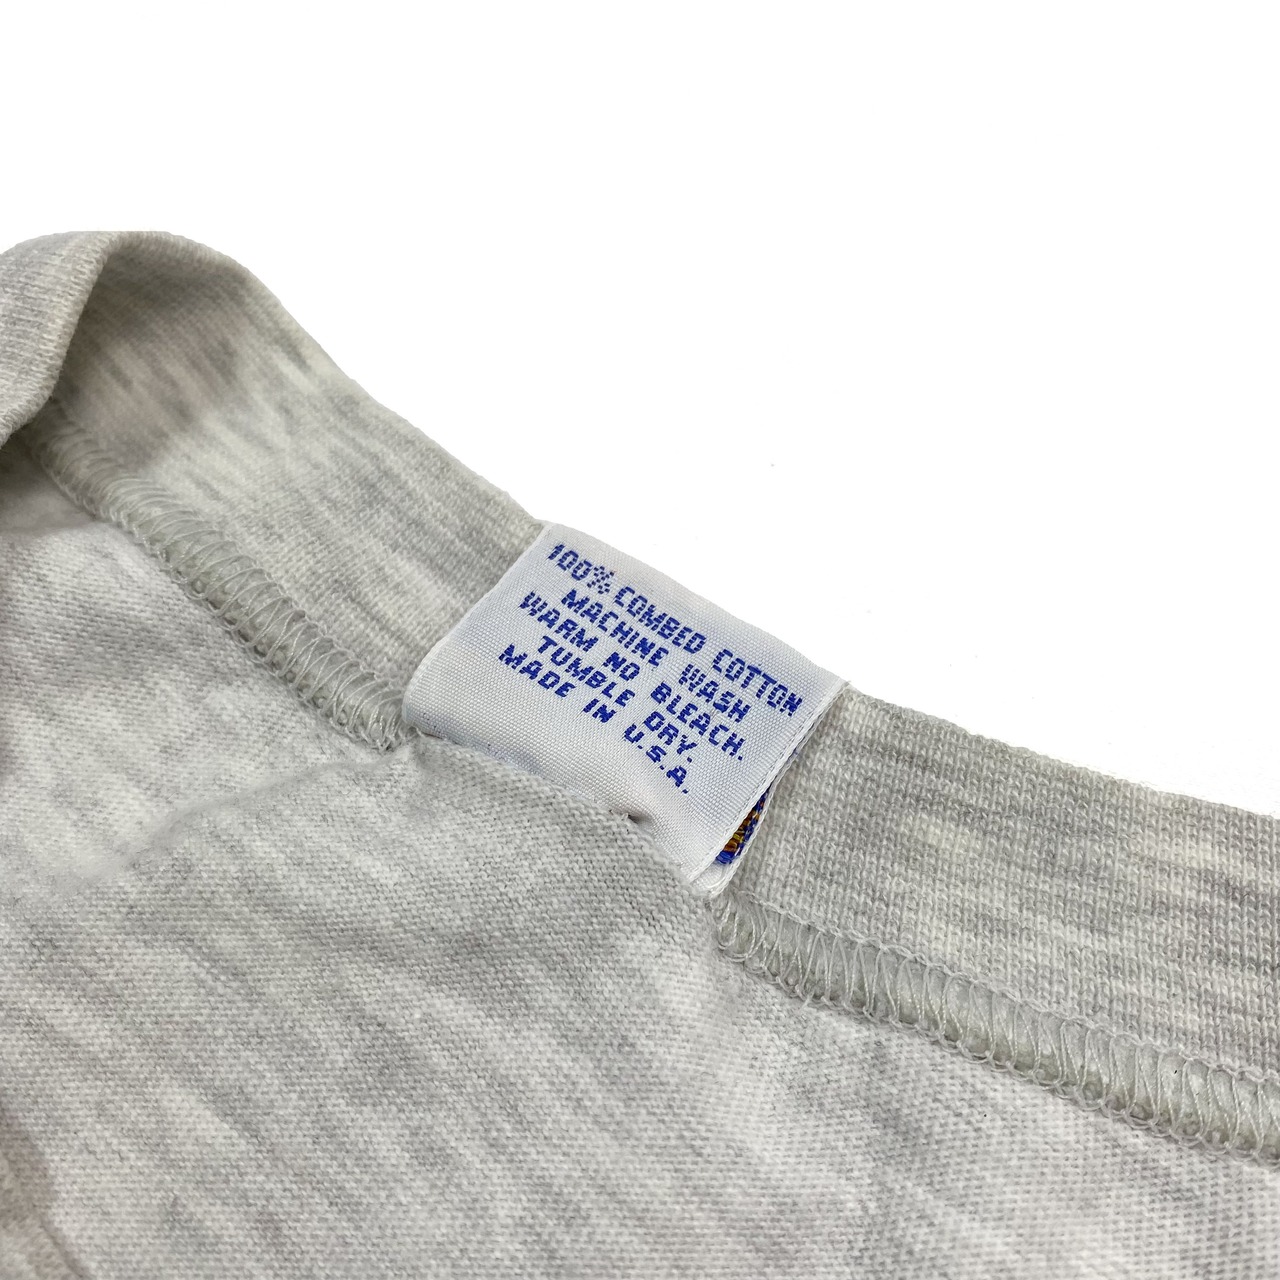 100% COMBED COTTON
MACHINE WASH
WARM NO BLEACH.
TUMBLE DRY.
MADE IN U.S.A.